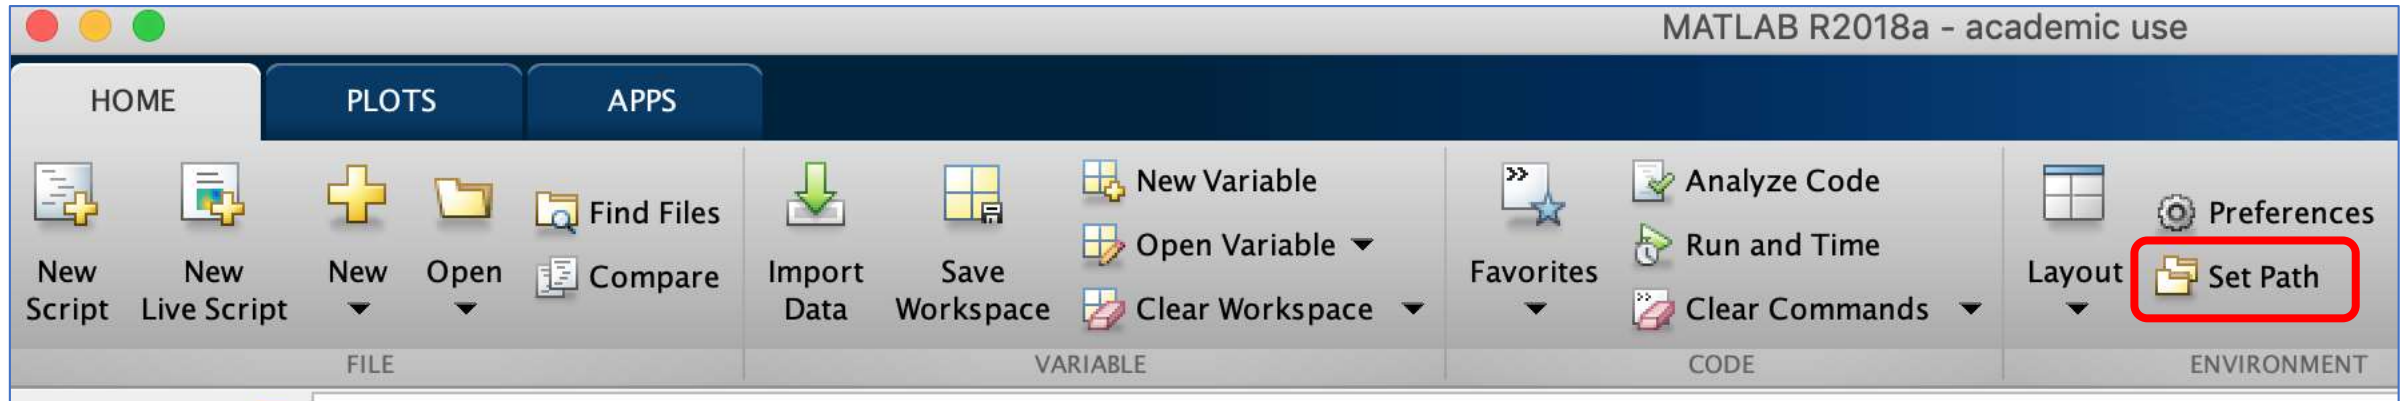 MATLAB R2018a - academic use
HOME PLOTS APPS
New Script
New Live Script
New
Open
Find Files
Compare
Import Data
Save Workspace
New Variable
Open Variable
Clear Workspace
Favorites
Analyze Code
Run and Time
Clear Commands
Layout
Preferences
Set Path
FILE VARIABLE CODE ENVIRONMENT